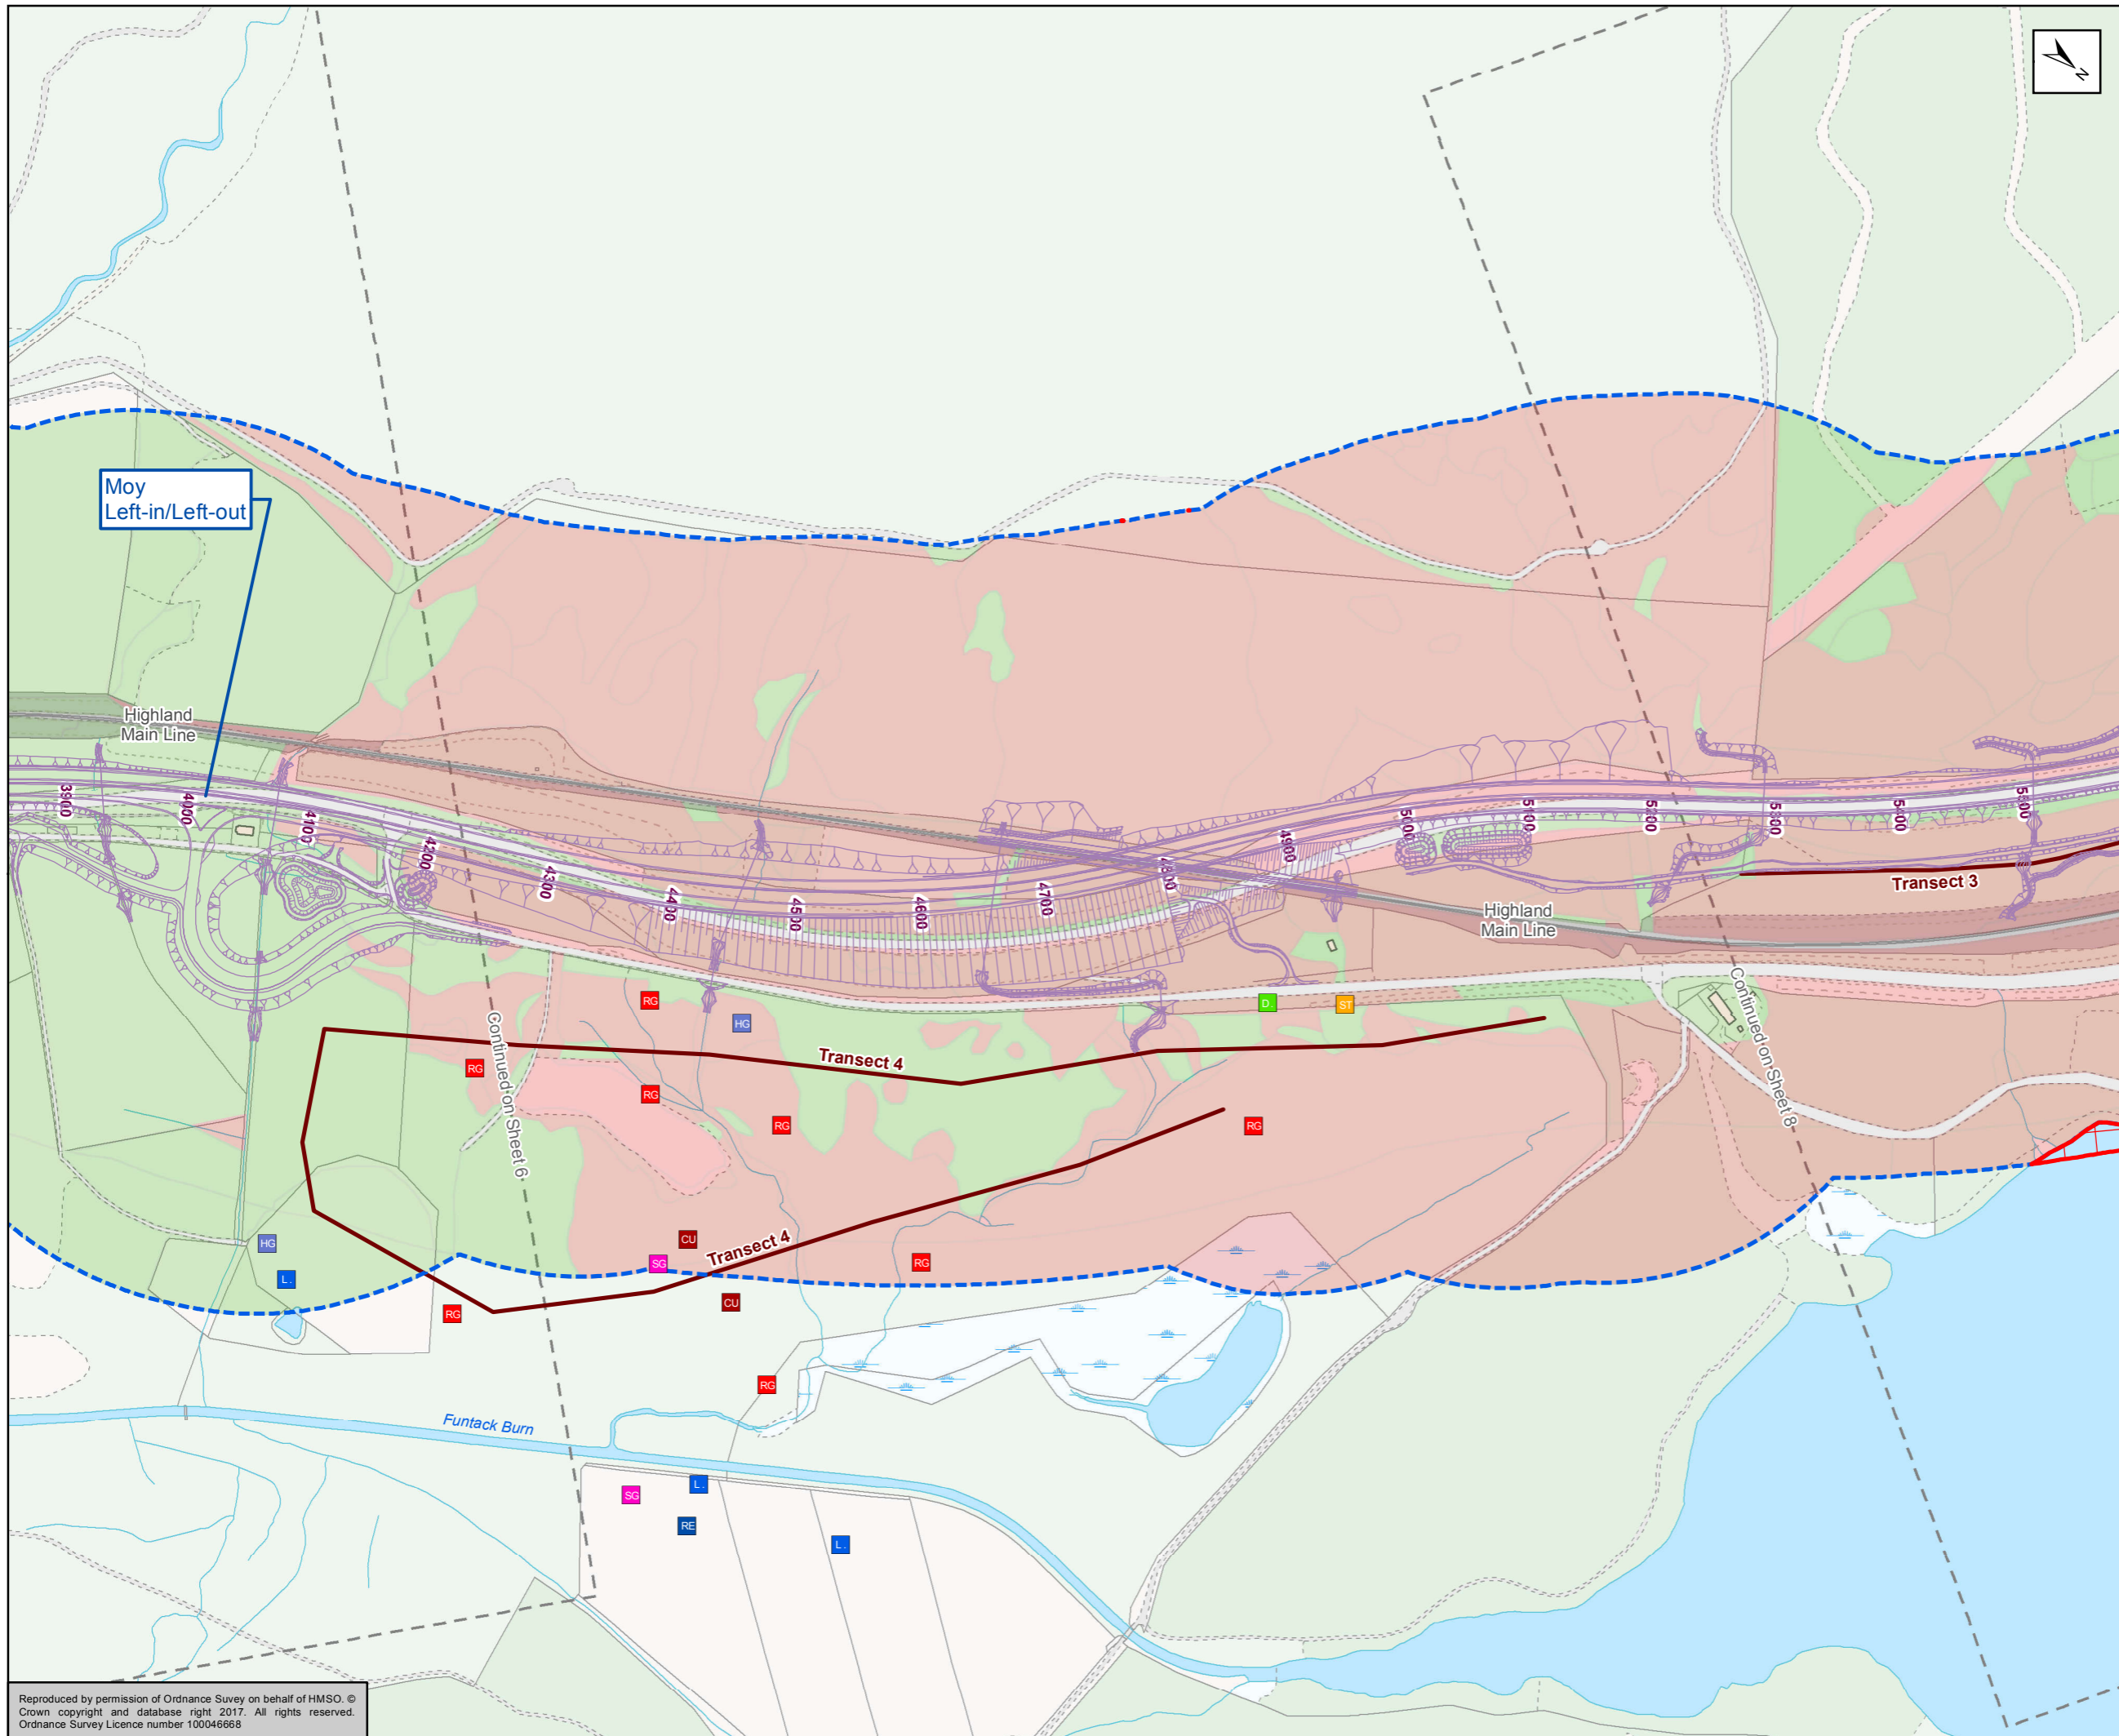 N
Moy
Left-in/Left-out
Highland
Main Line
3900
4000
4100
4200
4300
4400
4500
4600
4700
4800
4900
5000
5100
5200
5300
5400
5500
Transect 3
Highland
Main Line
D.
ST
RG
HG
Continued on Sheet 6
Continued on Sheet 8
Transect 4
RG
RG
RG
RG
HG
L.
CU
SG
Transect 4
RG
CU
RG
RG
Funtack Burn
SG
L.
RE
L.
Reproduced by permission of Ordnance Suvey on behalf of HMSO. ©
Crown copyright and database right 2017. All rights reserved.
Ordnance Survey Licence number 100046668